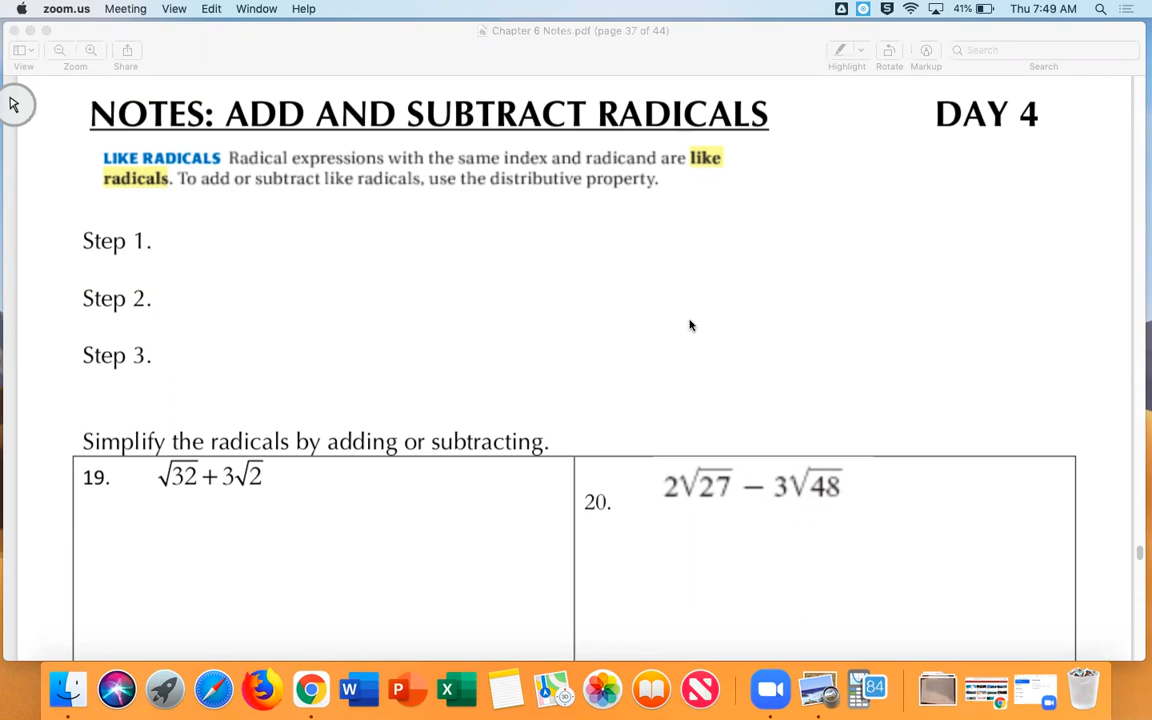 zoom.us Meeting View Edit Window Help 41% Thu 7:49 AM
Chapter 6 Notes.pdf (page 37 of 44)
Search
View Zoom Share Highlight Rotate Markup Search
NOTES: ADD AND SUBTRACT RADICALS DAY 4
LIKE RADICALS Radical expressions with the same index and radicand are like
radicals. To add or subtract like radicals, use the distributive property.
Step 1.
Step 2.
Step 3.
Simplify the radicals by adding or subtracting.
19. √32 + 3√2
20. 2√27 − 3√48
84